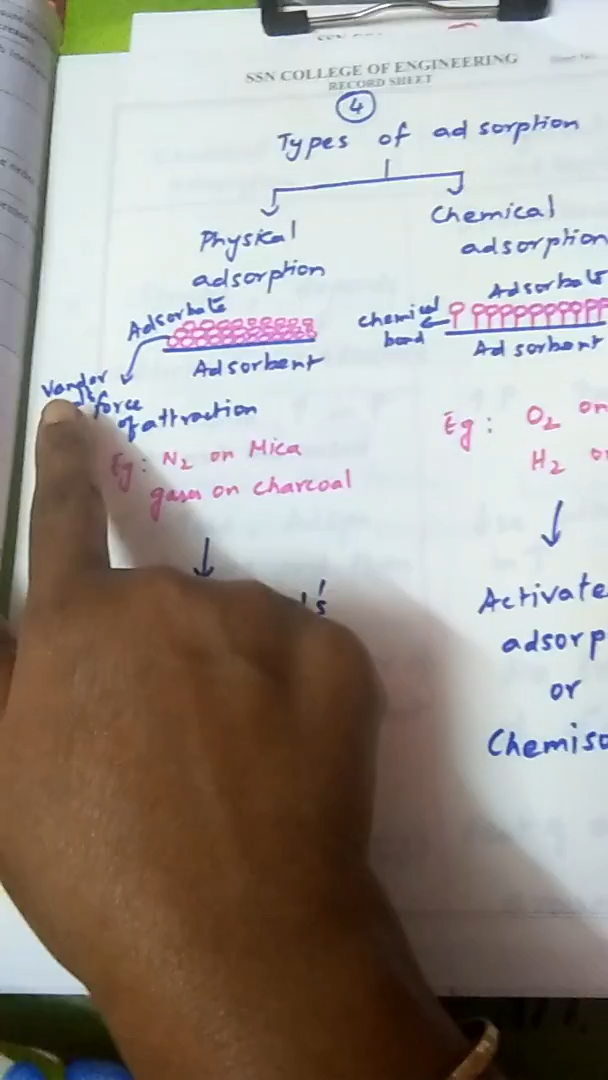 SSN COLLEGE OF ENGINEERING
RECORD SHEET
4
Types of adsorption
Physical
adsorption
Adsorbate
Adsorbent
Vander
force
of attraction
Eg: N2 on Mica
gases on charcoal
↓
's
Chemical
adsorption
Adsorbate
chemical
bond
Adsorbent
Eg: O2 on
H2 o
↓
Activate
adsorp
or
Chemiso